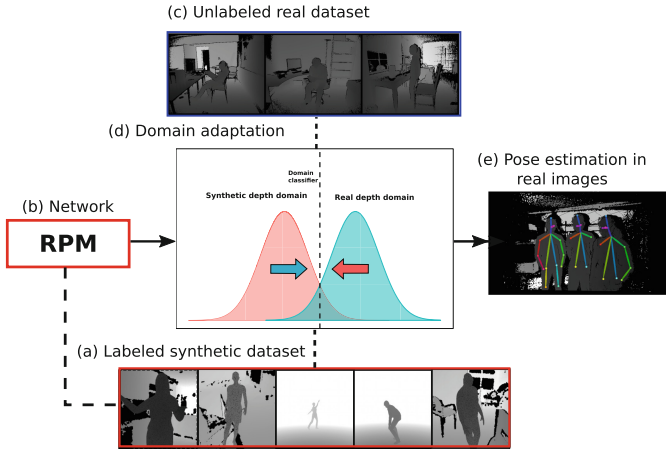 (c) Unlabeled real dataset
(d) Domain adaptation
Domain
classifier
Synthetic depth domain
Real depth domain
(e) Pose estimation in
real images
(b) Network
RPM
(a) Labeled synthetic dataset